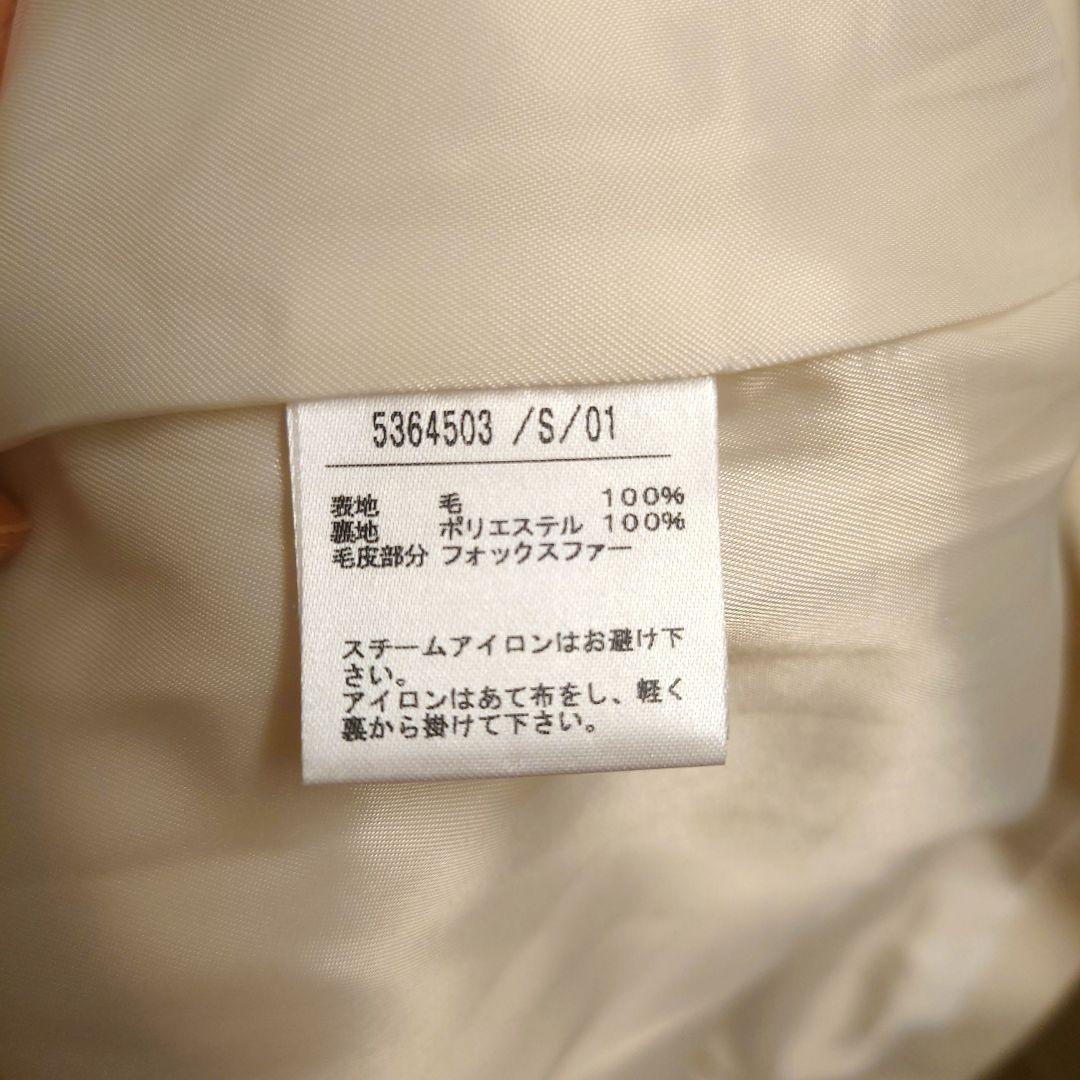 5364503 /S/01
表地 毛 100%
裏地 ポリエステル 100%
毛皮部分 フォックスファー
スチームアイロンはお避け下
さい。
アイロンはあて布をし、軽く
裏から掛けて下さい。